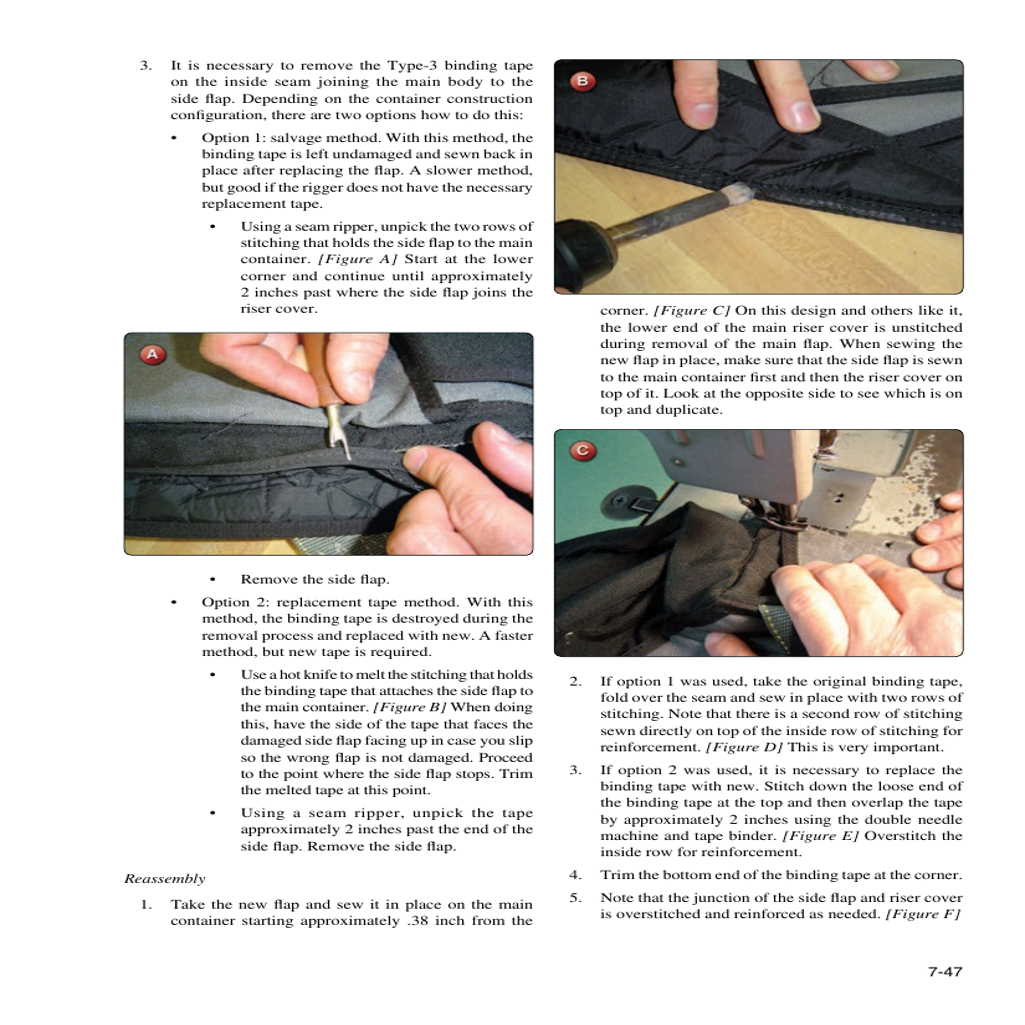 3. It is necessary to remove the Type-3 binding tape
on the inside seam joining the main body to the
side flap. Depending on the container construction
configuration, there are two options how to do this:
• Option 1: salvage method. With this method, the
binding tape is left undamaged and sewn back in
place after replacing the flap. A slower method,
but good if the rigger does not have the necessary
replacement tape.
• Using a seam ripper, unpick the two rows of
stitching that holds the side flap to the main
container. [Figure A] Start at the lower
corner and continue until approximately
2 inches past where the side flap joins the
riser cover.
A
• Remove the side flap.
• Option 2: replacement tape method. With this
method, the binding tape is destroyed during the
removal process and replaced with new. A faster
method, but new tape is required.
• Use a hot knife to melt the stitching that holds
the binding tape that attaches the side flap to
the main container. [Figure B] When doing
this, have the side of the tape that faces the
damaged side flap facing up in case you slip
so the wrong flap is not damaged. Proceed
to the point where the side flap stops. Trim
the melted tape at this point.
• Using a seam ripper, unpick the tape
approximately 2 inches past the end of the
side flap. Remove the side flap.
Reassembly
1. Take the new flap and sew it in place on the main
container starting approximately .38 inch from the
B
corner. [Figure C] On this design and others like it,
the lower end of the main riser cover is unstitched
during removal of the main flap. When sewing the
new flap in place, make sure that the side flap is sewn
to the main container first and then the riser cover on
top of it. Look at the opposite side to see which is on
top and duplicate.
C
2. If option 1 was used, take the original binding tape,
fold over the seam and sew in place with two rows of
stitching. Note that there is a second row of stitching
sewn directly on top of the inside row of stitching for
reinforcement. [Figure D] This is very important.
3. If option 2 was used, it is necessary to replace the
binding tape with new. Stitch down the loose end of
the binding tape at the top and then overlap the tape
by approximately 2 inches using the double needle
machine and tape binder. [Figure E] Overstitch the
inside row for reinforcement.
4. Trim the bottom end of the binding tape at the corner.
5. Note that the junction of the side flap and riser cover
is overstitched and reinforced as needed. [Figure F]
7-47